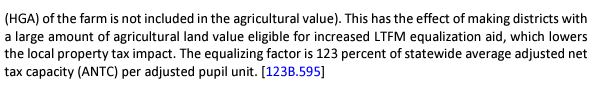 (HGA) of the farm is not included in the agricultural value). This has the effect of making districts with
a large amount of agricultural land value eligible for increased LTFM equalization aid, which lowers
the local property tax impact. The equalizing factor is 123 percent of statewide average adjusted net
tax capacity (ANTC) per adjusted pupil unit. [123B.595]